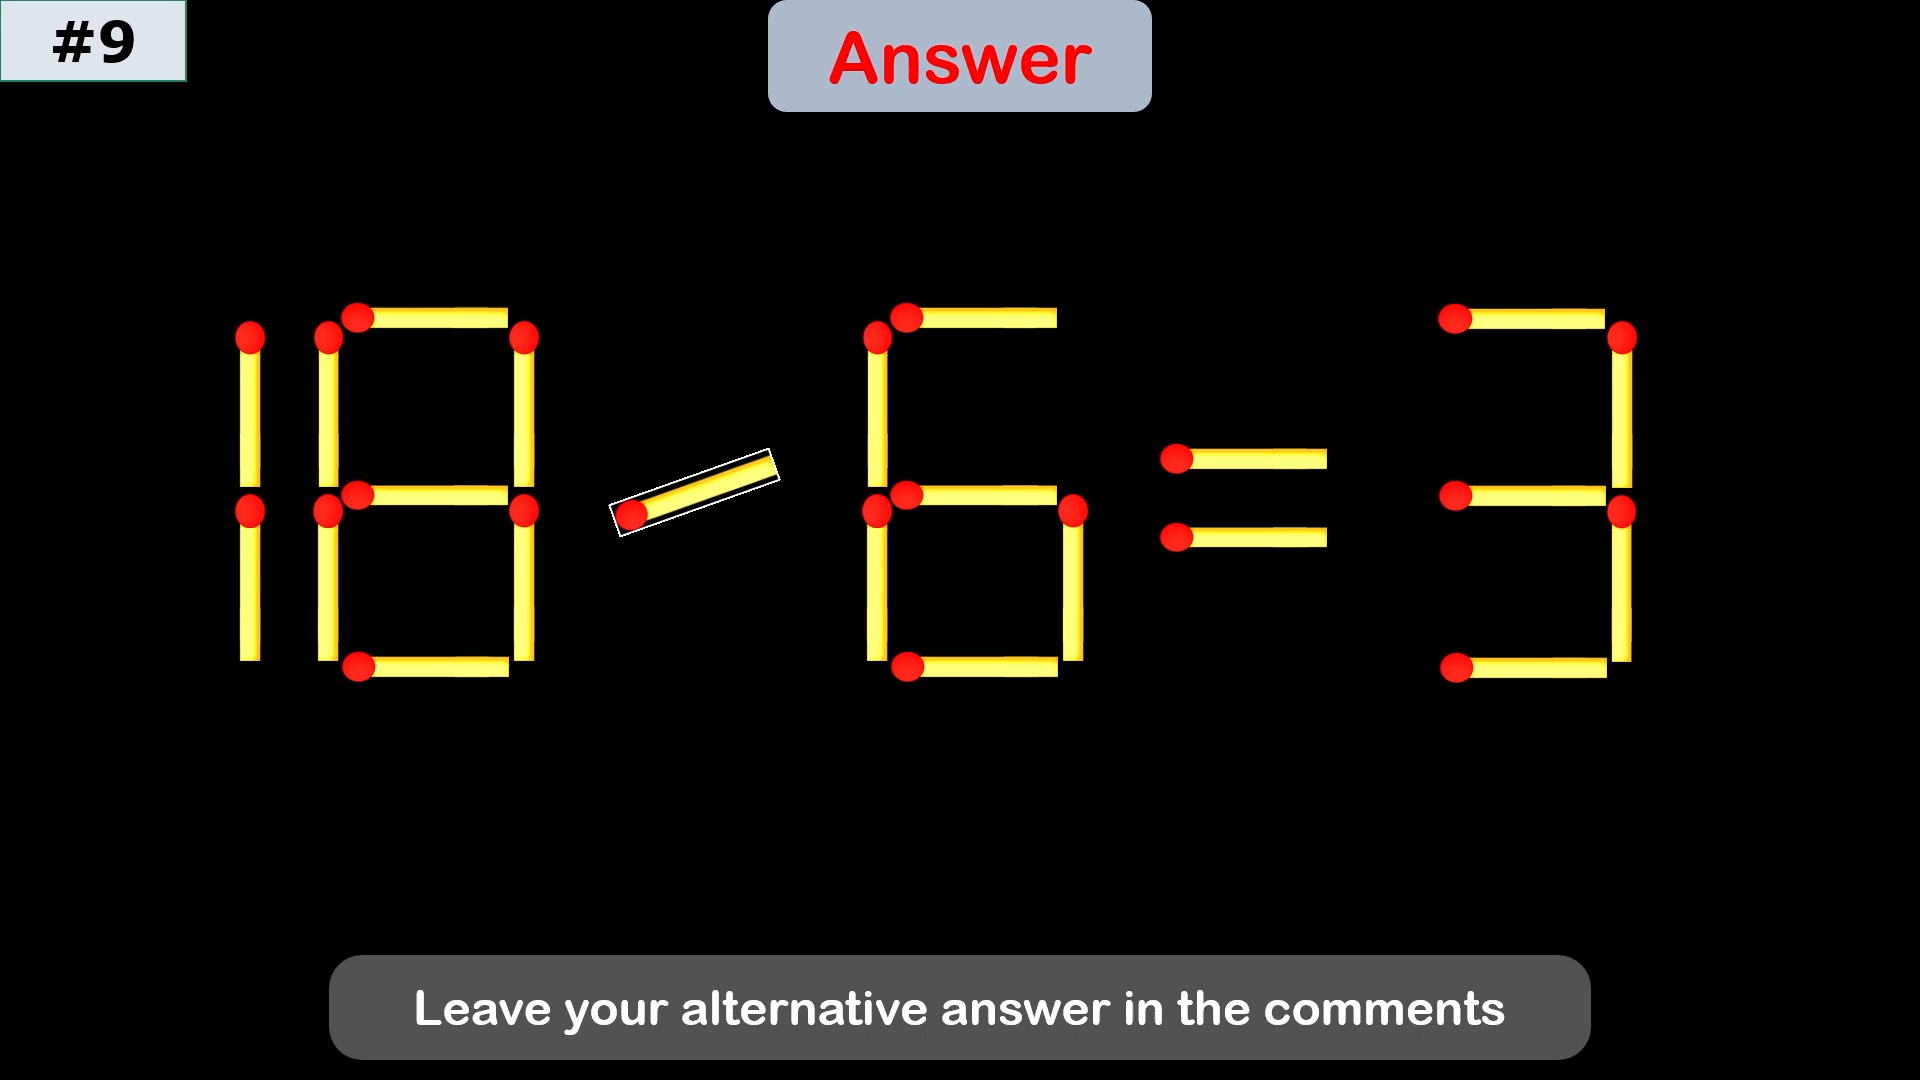 #9
Answer
18 - 6 = 3
Leave your alternative answer in the comments